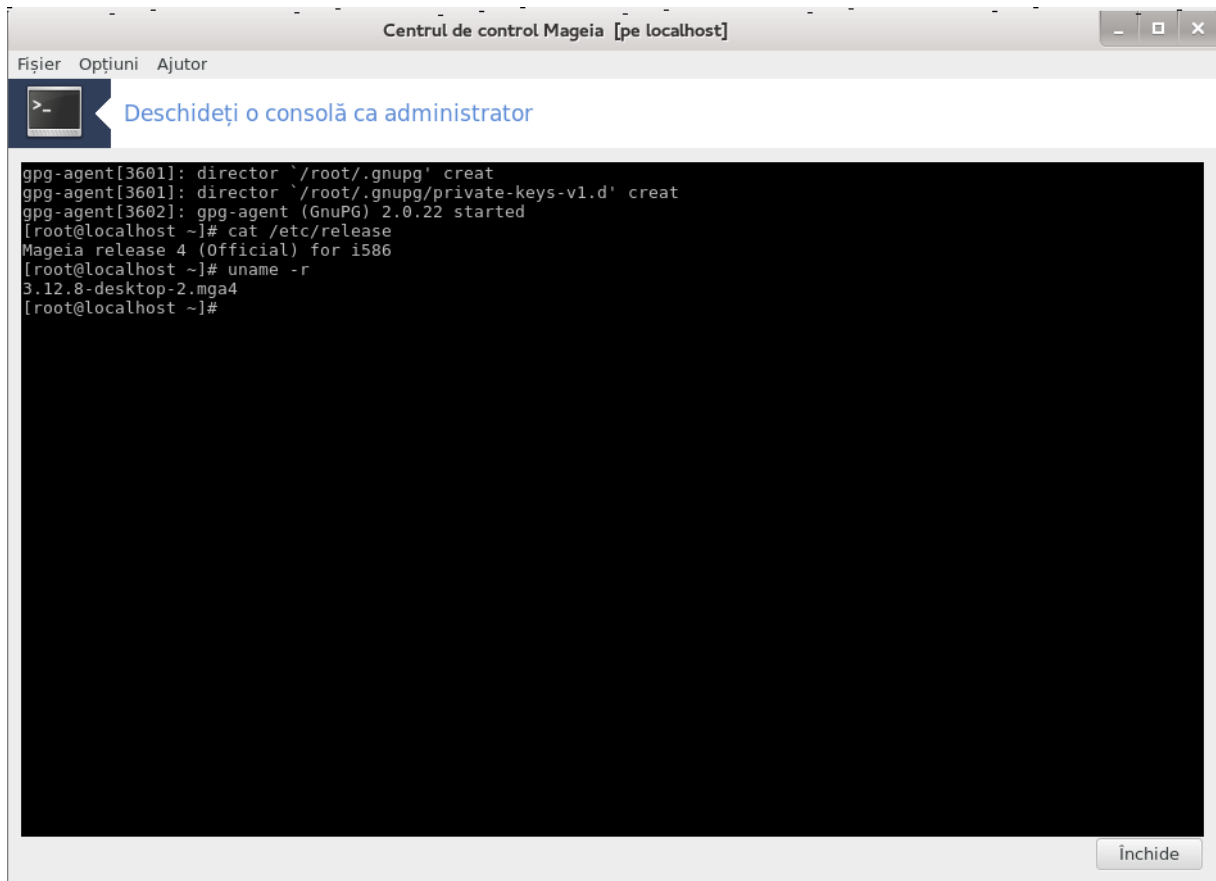 Centrul de control Mageia [pe localhost]
Fișier Opțiuni Ajutor
>_
Deschideți o consolă ca administrator
gpg-agent[3601]: director `/root/.gnupg' creat
gpg-agent[3601]: director `/root/.gnupg/private-keys-v1.d' creat
gpg-agent[3602]: gpg-agent (GnuPG) 2.0.22 started
[root@localhost ~]# cat /etc/release
Mageia release 4 (Official) for i586
[root@localhost ~]# uname -r
3.12.8-desktop-2.mga4
[root@localhost ~]#
Închide